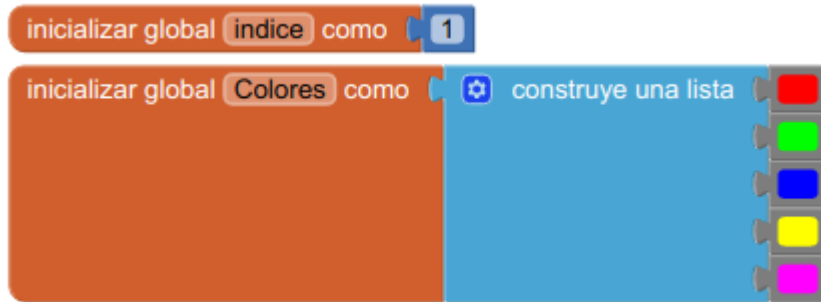 inicializar global indice como 1
inicializar global Colores como construye una lista